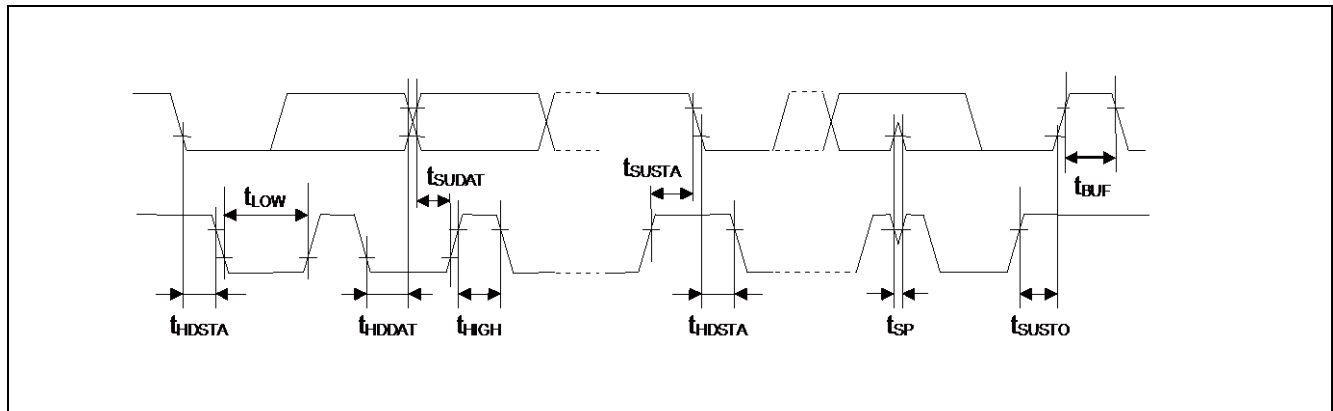 tSUDAT
tSUSTA
tBUF
tLOW
tHDSTA
tHDDAT
tHIGH
tHDSTA
tSP
tSUSTO